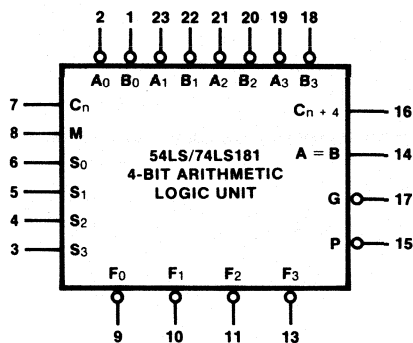 2 1 23 22 21 20 19 18
A0 B0 A1 B1 A2 B2 A3 B3
7 Cn Cn + 4 16
8 M
6 S0 54LS/74LS181 A = B 14
5 S1 4-BIT ARITHMETIC
LOGIC UNIT G 17
4 S2
3 S3 P 15
F0 F1 F2 F3
9 10 11 13